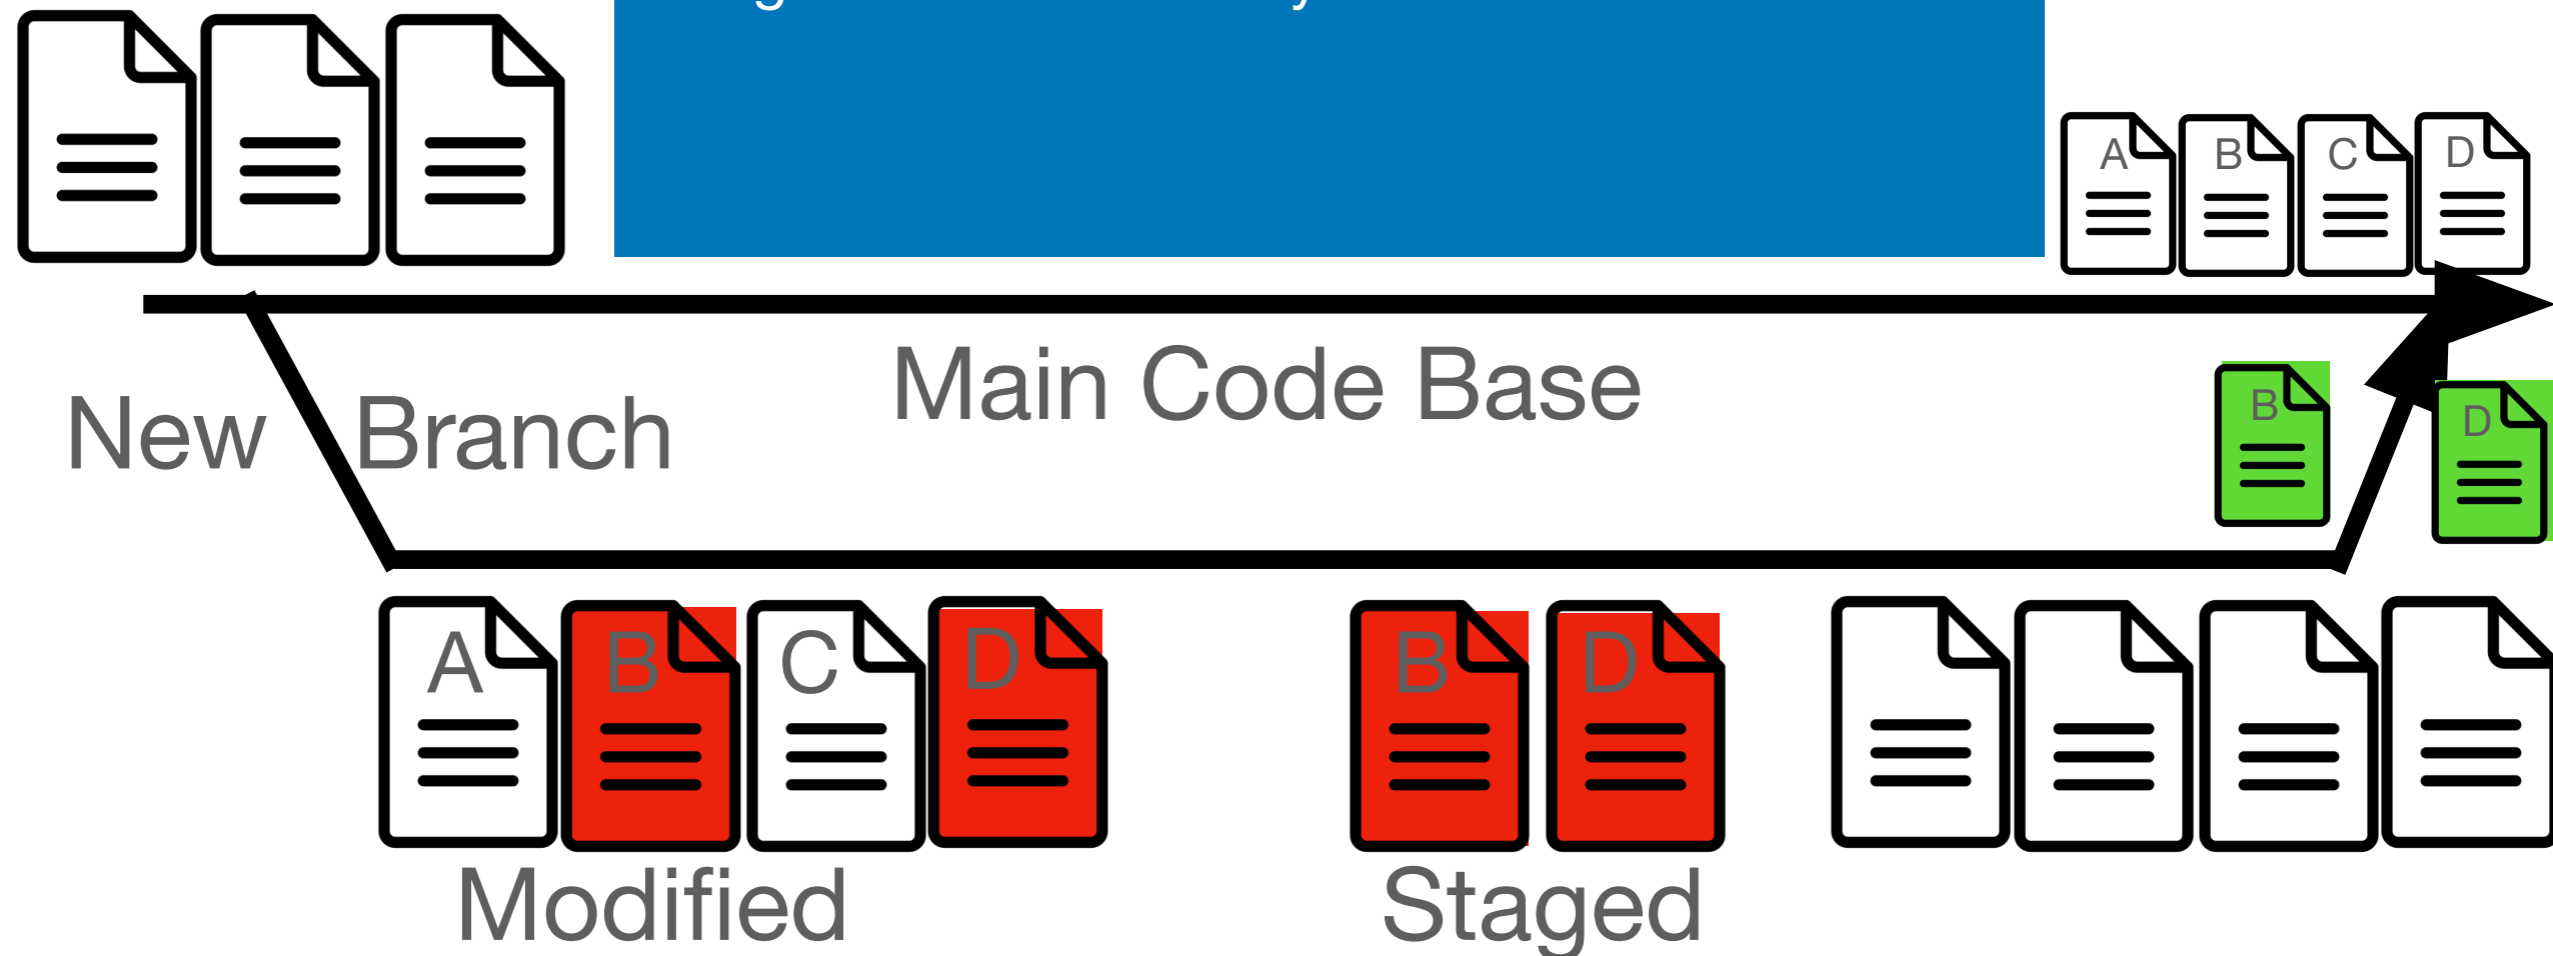 A B C D
Main Code Base
New Branch
B
D
A B C D
B D
Modified
Staged